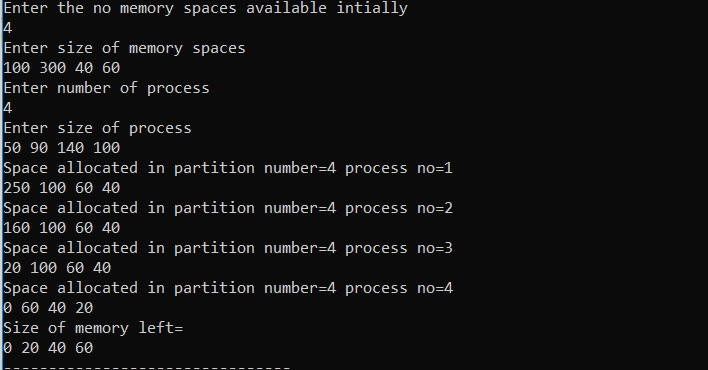 Enter the no memory spaces available intially
4
Enter size of memory spaces
100 300 40 60
Enter number of process
4
Enter size of process
50 90 140 100
Space allocated in partition number=4 process no=1
250 100 60 40
Space allocated in partition number=4 process no=2
160 100 60 40
Space allocated in partition number=4 process no=3
20 100 60 40
Space allocated in partition number=4 process no=4
0 60 40 20
Size of memory left=
0 20 40 60
--------------------------------